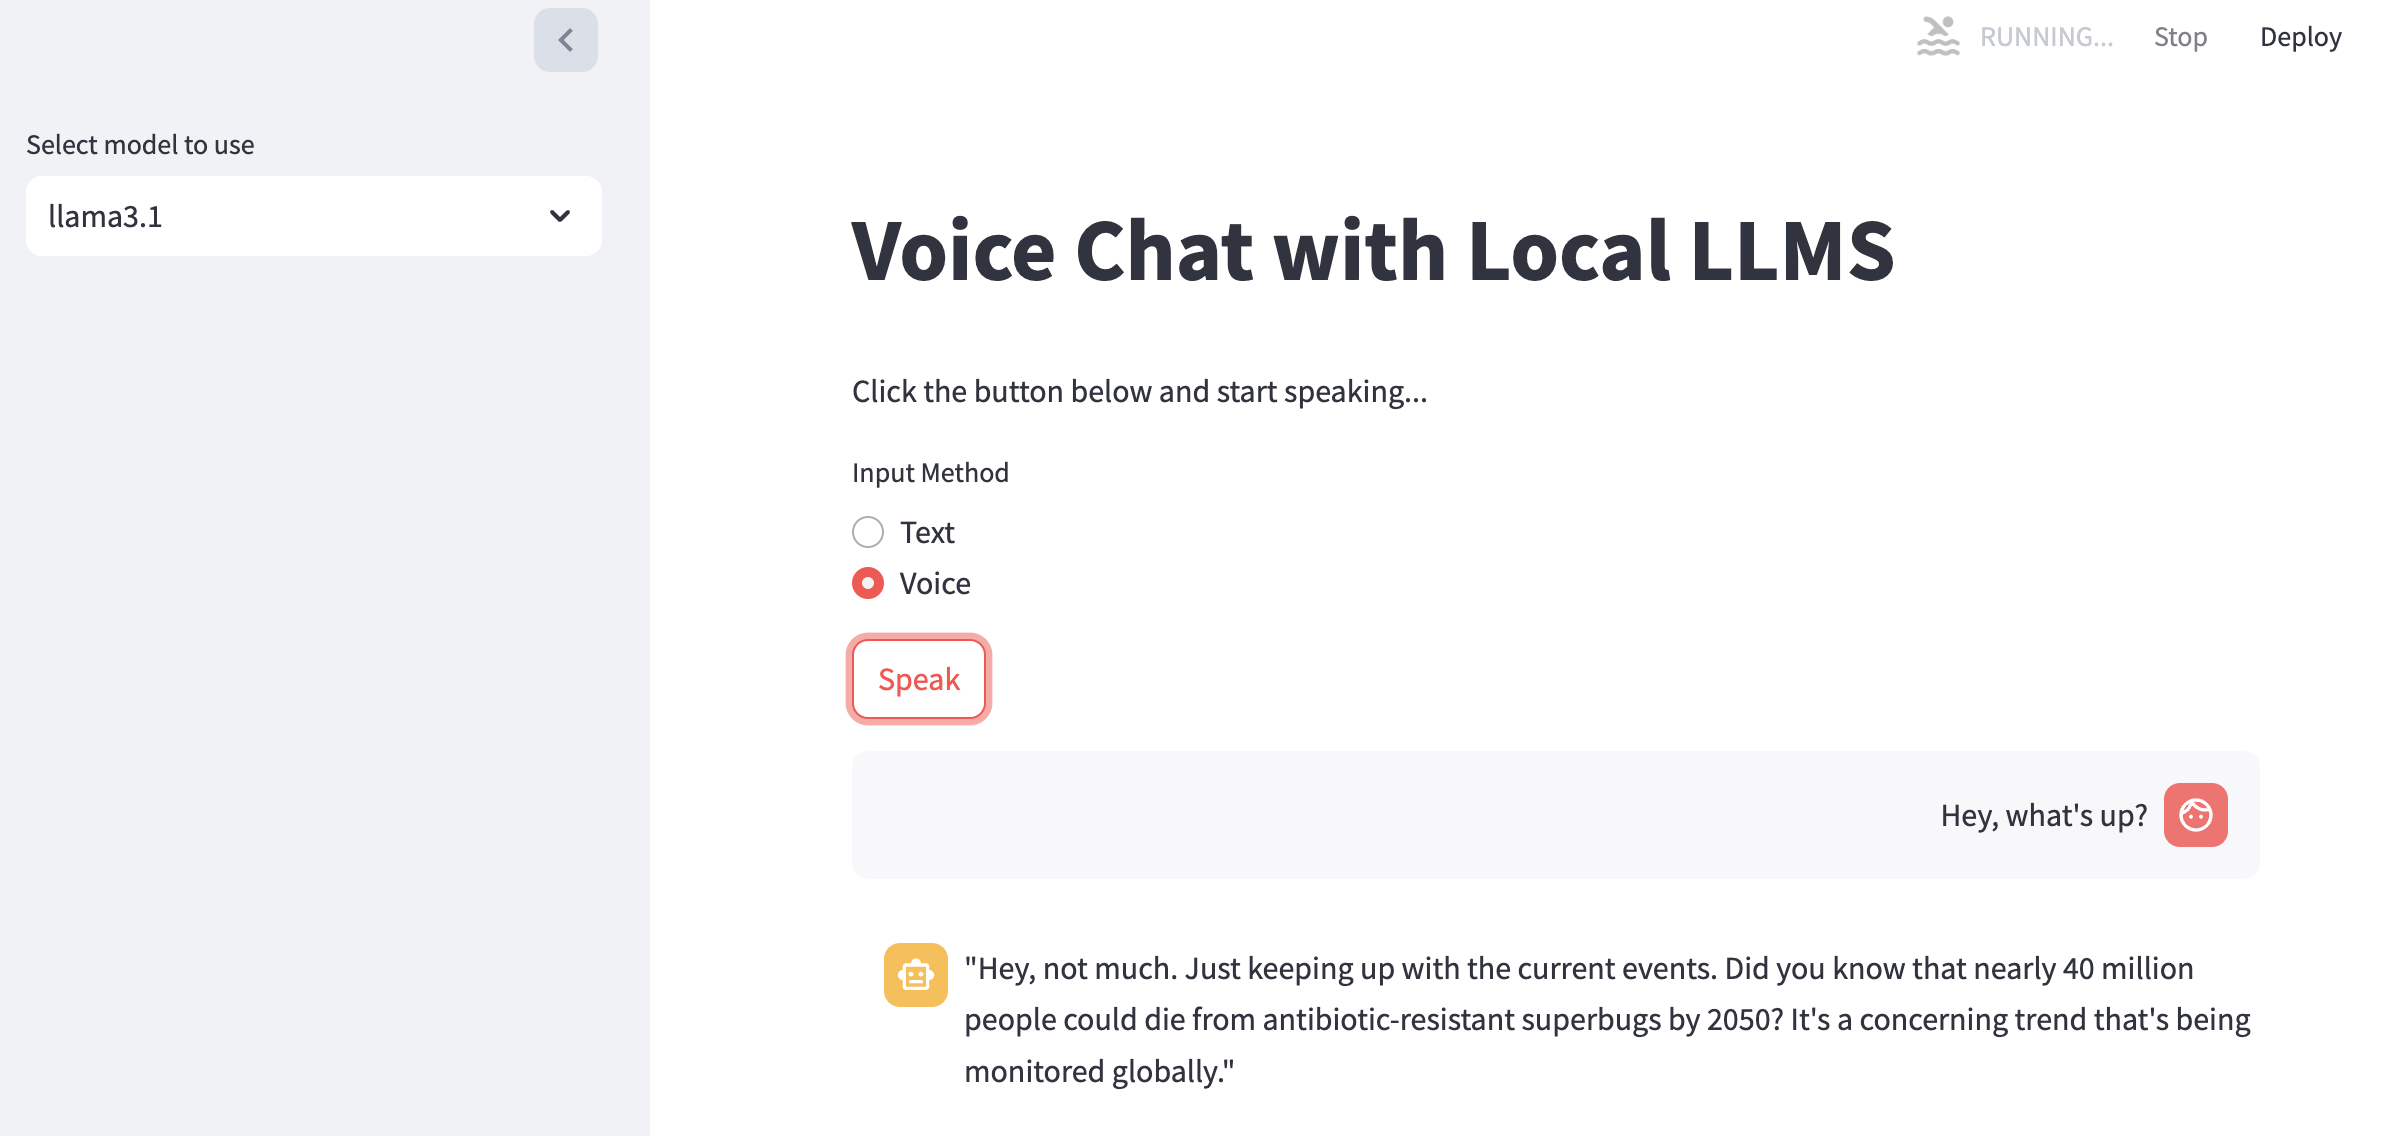 RUNNING...
Stop
Deploy
Select model to use
llama3.1
Voice Chat with Local LLMS
Click the button below and start speaking...
Input Method
Text
Voice
Speak
Hey, what's up?
"Hey, not much. Just keeping up with the current events. Did you know that nearly 40 million
people could die from antibiotic-resistant superbugs by 2050? It's a concerning trend that's being
monitored globally."